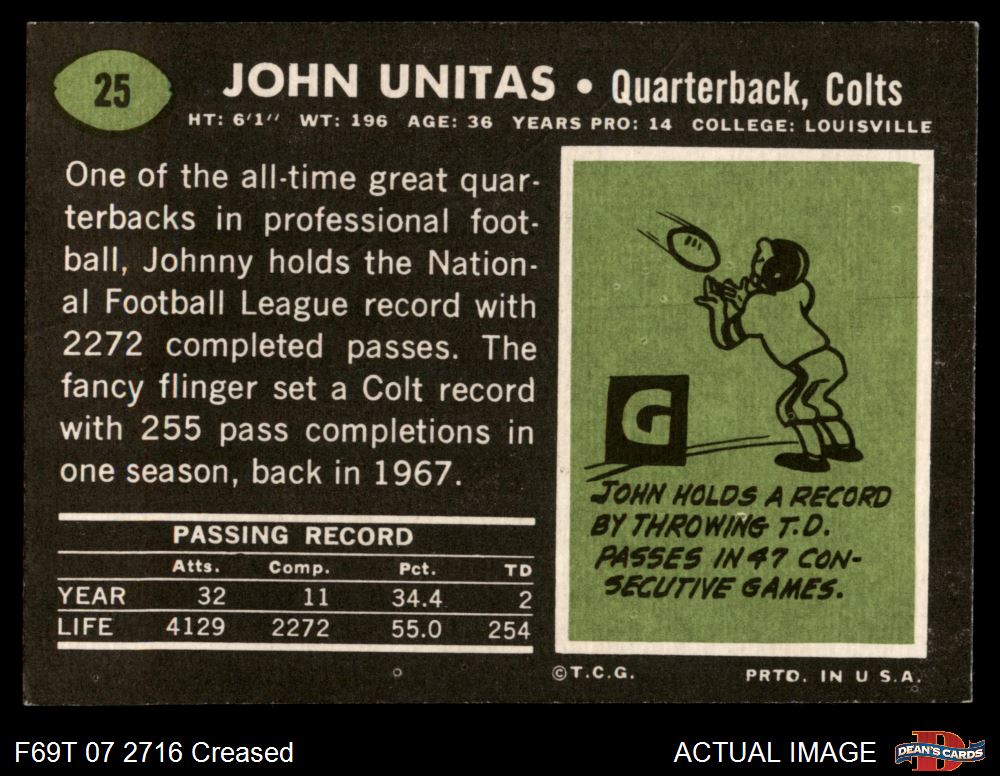 25
JOHN UNITAS • Quarterback, Colts
HT: 6'1'' WT: 196 AGE: 36 YEARS PRO: 14 COLLEGE: LOUISVILLE
One of the all-time great quar-
terbacks in professional foot-
ball, Johnny holds the Nation-
al Football League record with
2272 completed passes. The
fancy flinger set a Colt record
with 255 pass completions in
one season, back in 1967.
PASSING RECORD
Atts. Comp. Pct. TD
YEAR 32 11 34.4 2
LIFE 4129 2272 55.0 254
G
JOHN HOLDS A RECORD
BY THROWING T.D.
PASSES IN 47 CON-
SECUTIVE GAMES.
©T.C.G. PRTD. IN U S.A.
F69T 07 2716 Creased
ACTUAL IMAGE
D
DEAN'S CARDS